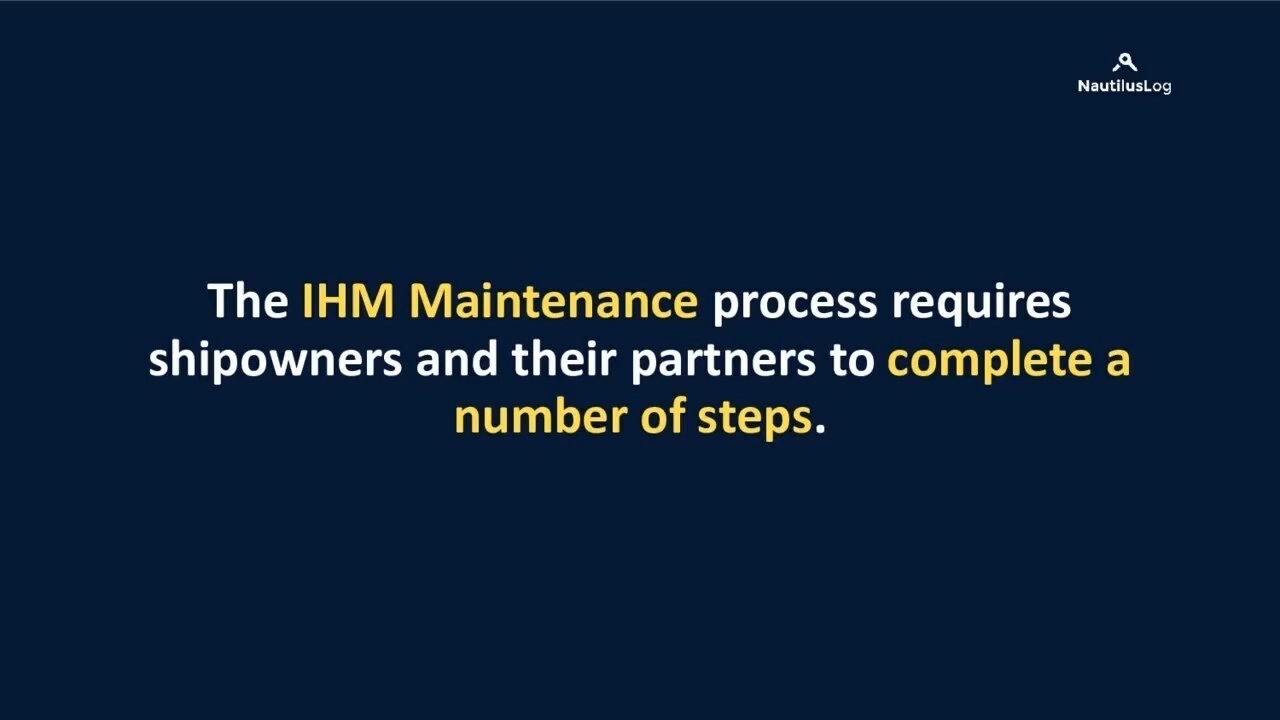 NautilusLog
The IHM Maintenance process requires
shipowners and their partners to complete a
number of steps.